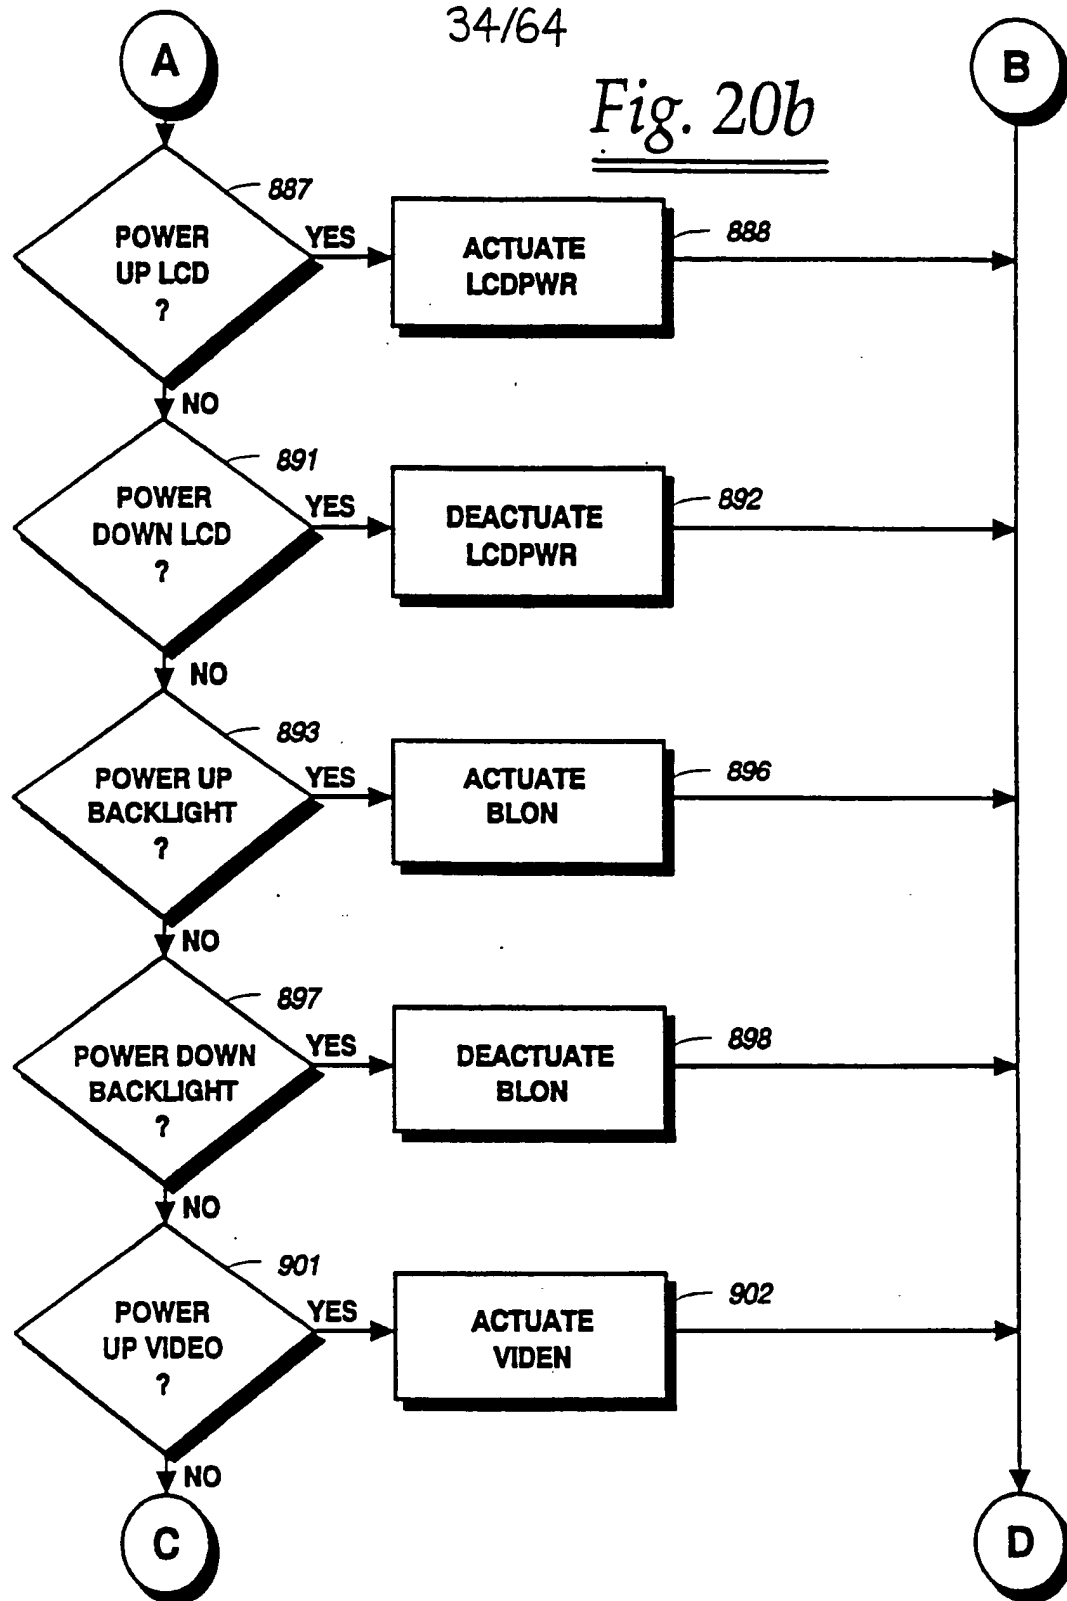 34/64
Fig. 20b
A
B
887
POWER
UP LCD
?
YES
ACTUATE
LCDPWR
888
NO
891
POWER
DOWN LCD
?
YES
DEACTUATE
LCDPWR
892
NO
893
POWER UP
BACKLIGHT
?
YES
ACTUATE
BLON
896
NO
897
POWER DOWN
BACKLIGHT
?
YES
DEACTUATE
BLON
898
NO
901
POWER
UP VIDEO
?
YES
ACTUATE
VIDEN
902
NO
C
D